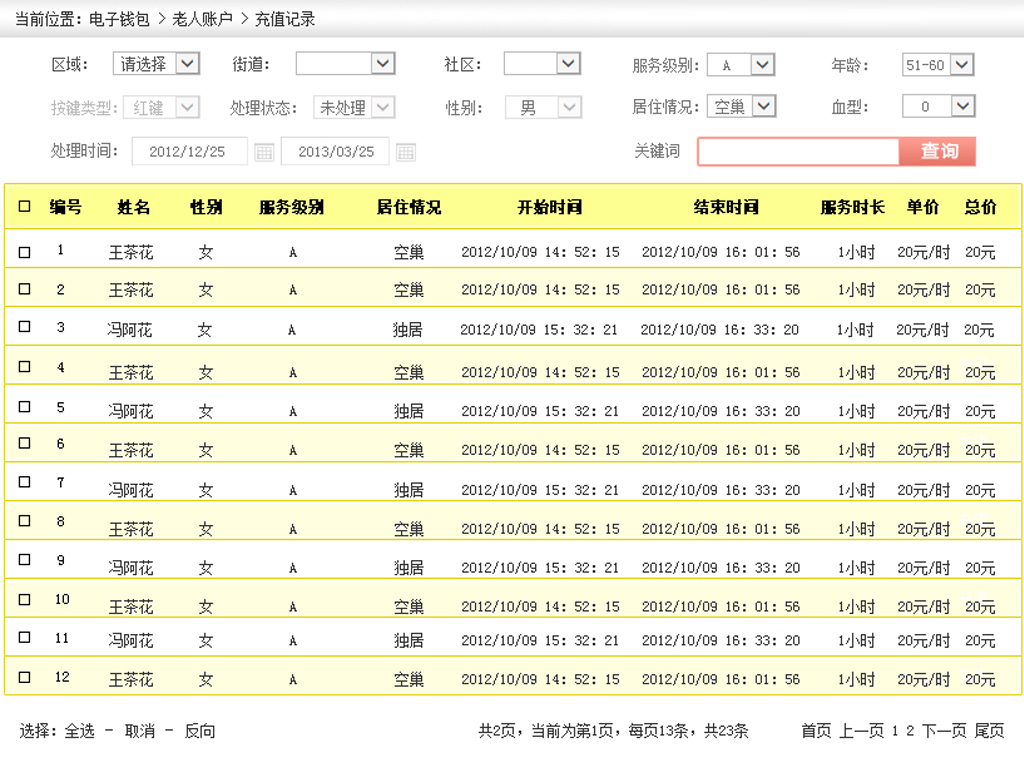 当前位置：电子钱包 > 老人账户 > 充值记录
区域： 请选择 街道： 社区： 服务级别： A 年龄： 51-60
按键类型： 红键 处理状态： 未处理 性别： 男 居住情况： 空巢 血型： O
处理时间： 2012/12/25 2013/03/25 关键词 查询
编号 姓名 性别 服务级别 居住情况 开始时间 结束时间 服务时长 单价 总价
1 王茶花 女 A 空巢 2012/10/09 14：52：15 2012/10/09 16：01：56 1小时 20元/时 20元
2 王茶花 女 A 空巢 2012/10/09 14：52：15 2012/10/09 16：01：56 1小时 20元/时 20元
3 冯阿花 女 A 独居 2012/10/09 15：32：21 2012/10/09 16：33：20 1小时 20元/时 20元
4 王茶花 女 A 空巢 2012/10/09 14：52：15 2012/10/09 16：01：56 1小时 20元/时 20元
5 冯阿花 女 A 独居 2012/10/09 15：32：21 2012/10/09 16：33：20 1小时 20元/时 20元
6 王茶花 女 A 空巢 2012/10/09 14：52：15 2012/10/09 16：01：56 1小时 20元/时 20元
7 冯阿花 女 A 独居 2012/10/09 15：32：21 2012/10/09 16：33：20 1小时 20元/时 20元
8 王茶花 女 A 空巢 2012/10/09 14：52：15 2012/10/09 16：01：56 1小时 20元/时 20元
9 冯阿花 女 A 独居 2012/10/09 15：32：21 2012/10/09 16：33：20 1小时 20元/时 20元
10 王茶花 女 A 空巢 2012/10/09 14：52：15 2012/10/09 16：01：56 1小时 20元/时 20元
11 冯阿花 女 A 独居 2012/10/09 15：32：21 2012/10/09 16：33：20 1小时 20元/时 20元
12 王茶花 女 A 空巢 2012/10/09 14：52：15 2012/10/09 16：01：56 1小时 20元/时 20元
选择：全选 - 取消 - 反向 共2页，当前为第1页，每页13条，共23条 首页 上一页 1 2 下一页 尾页